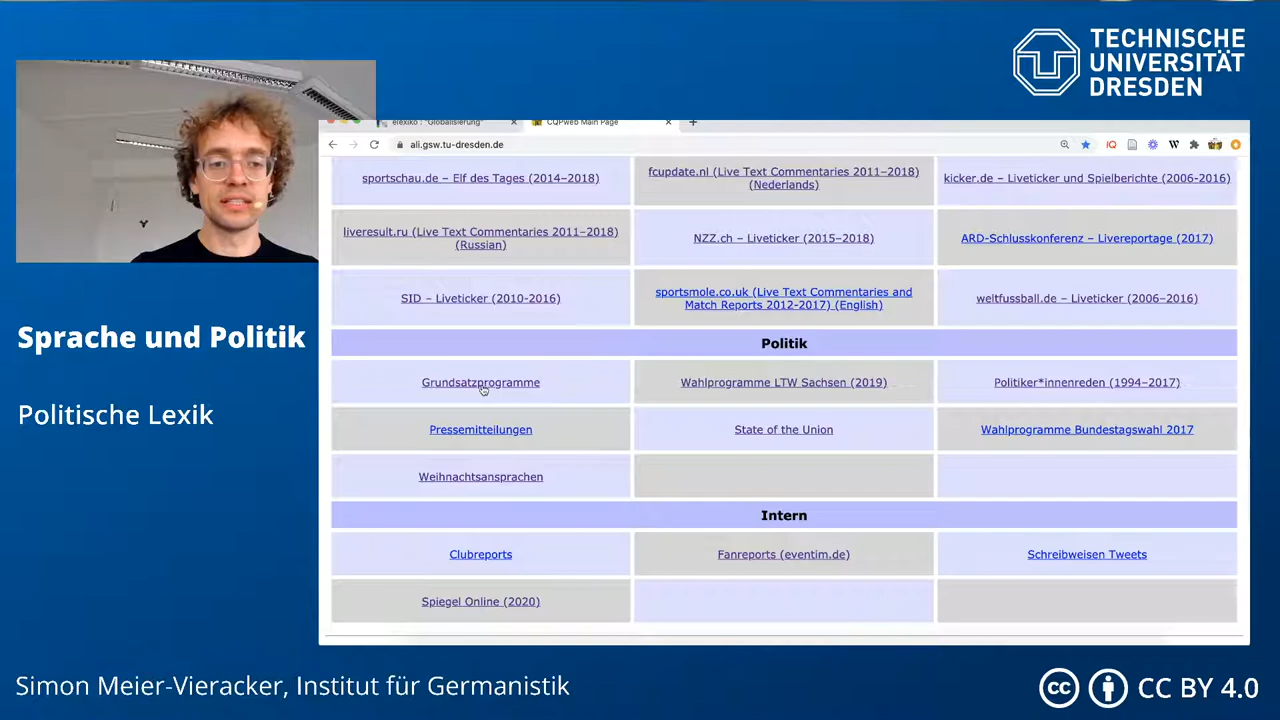 TECHNISCHE
UNIVERSITÄT
DRESDEN
elexiko : "Globalisierung"
CQPweb Main Page
ali.gsw.tu-dresden.de
sportschau.de – Elf des Tages (2014–2018)
fcupdate.nl (Live Text Commentaries 2011–2018)
(Nederlands)
kicker.de – Liveticker und Spielberichte (2006-2016)
liveresult.ru (Live Text Commentaries 2011–2018)
(Russian)
NZZ.ch – Liveticker (2015–2018)
ARD-Schlusskonferenz – Livereportage (2017)
SID – Liveticker (2010-2016)
sportsmole.co.uk (Live Text Commentaries and
Match Reports 2012-2017) (English)
weltfussball.de – Liveticker (2006–2016)
Politik
Grundsatzprogramme
Wahlprogramme LTW Sachsen (2019)
Politiker*innenreden (1994–2017)
Pressemitteilungen
State of the Union
Wahlprogramme Bundestagswahl 2017
Weihnachtsansprachen
Intern
Clubreports
Fanreports (eventim.de)
Schreibweisen Tweets
Spiegel Online (2020)
Sprache und Politik
Politische Lexik
Simon Meier-Vieracker, Institut für Germanistik
cc
CC BY 4.0